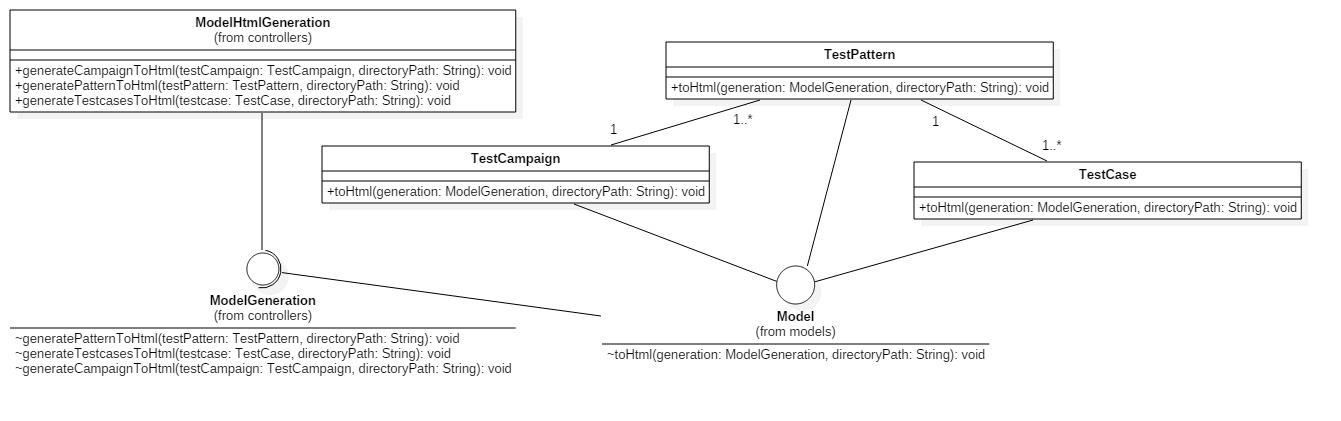 ModelHtmlGeneration
(from controllers)
+generateCampaignToHtml(testCampaign: TestCampaign, directoryPath: String): void
+generatePatternToHtml(testPattern: TestPattern, directoryPath: String): void
+generateTestcasesToHtml(testcase: TestCase, directoryPath: String): void
TestPattern
+toHtml(generation: ModelGeneration, directoryPath: String): void
1
1..*
1
1..*
TestCampaign
+toHtml(generation: ModelGeneration, directoryPath: String): void
TestCase
+toHtml(generation: ModelGeneration, directoryPath: String): void
ModelGeneration
(from controllers)
~generatePatternToHtml(testPattern: TestPattern, directoryPath: String): void
~generateTestcasesToHtml(testcase: TestCase, directoryPath: String): void
~generateCampaignToHtml(testCampaign: TestCampaign, directoryPath: String): void
Model
(from models)
~toHtml(generation: ModelGeneration, directoryPath: String): void